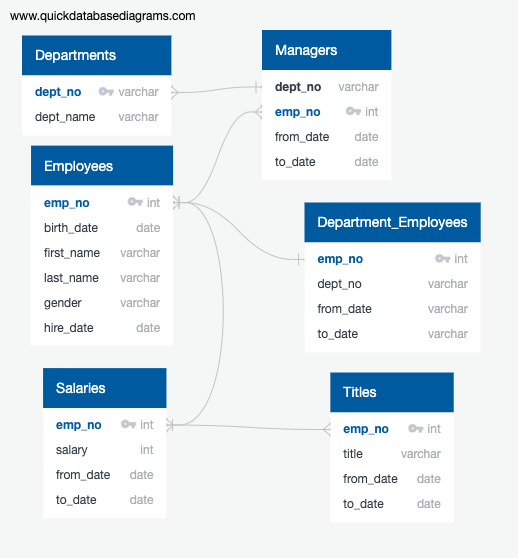 www.quickdatabasediagrams.com
Departments
dept_no varchar
dept_name varchar
Managers
dept_no varchar
emp_no int
from_date date
to_date date
Employees
emp_no int
birth_date date
first_name varchar
last_name varchar
gender varchar
hire_date date
Department_Employees
emp_no int
dept_no varchar
from_date varchar
to_date varchar
Salaries
emp_no int
salary int
from_date date
to_date date
Titles
emp_no int
title varchar
from_date date
to_date date